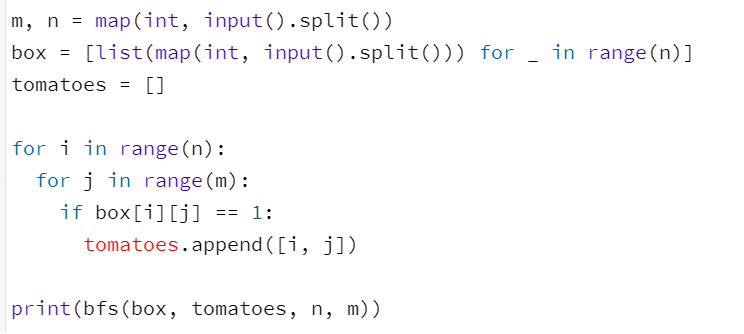 m, n = map(int, input().split())
box = [list(map(int, input().split())) for _ in range(n)]
tomatoes = []

for i in range(n):
  for j in range(m):
    if box[i][j] == 1:
      tomatoes.append([i, j])

print(bfs(box, tomatoes, n, m))